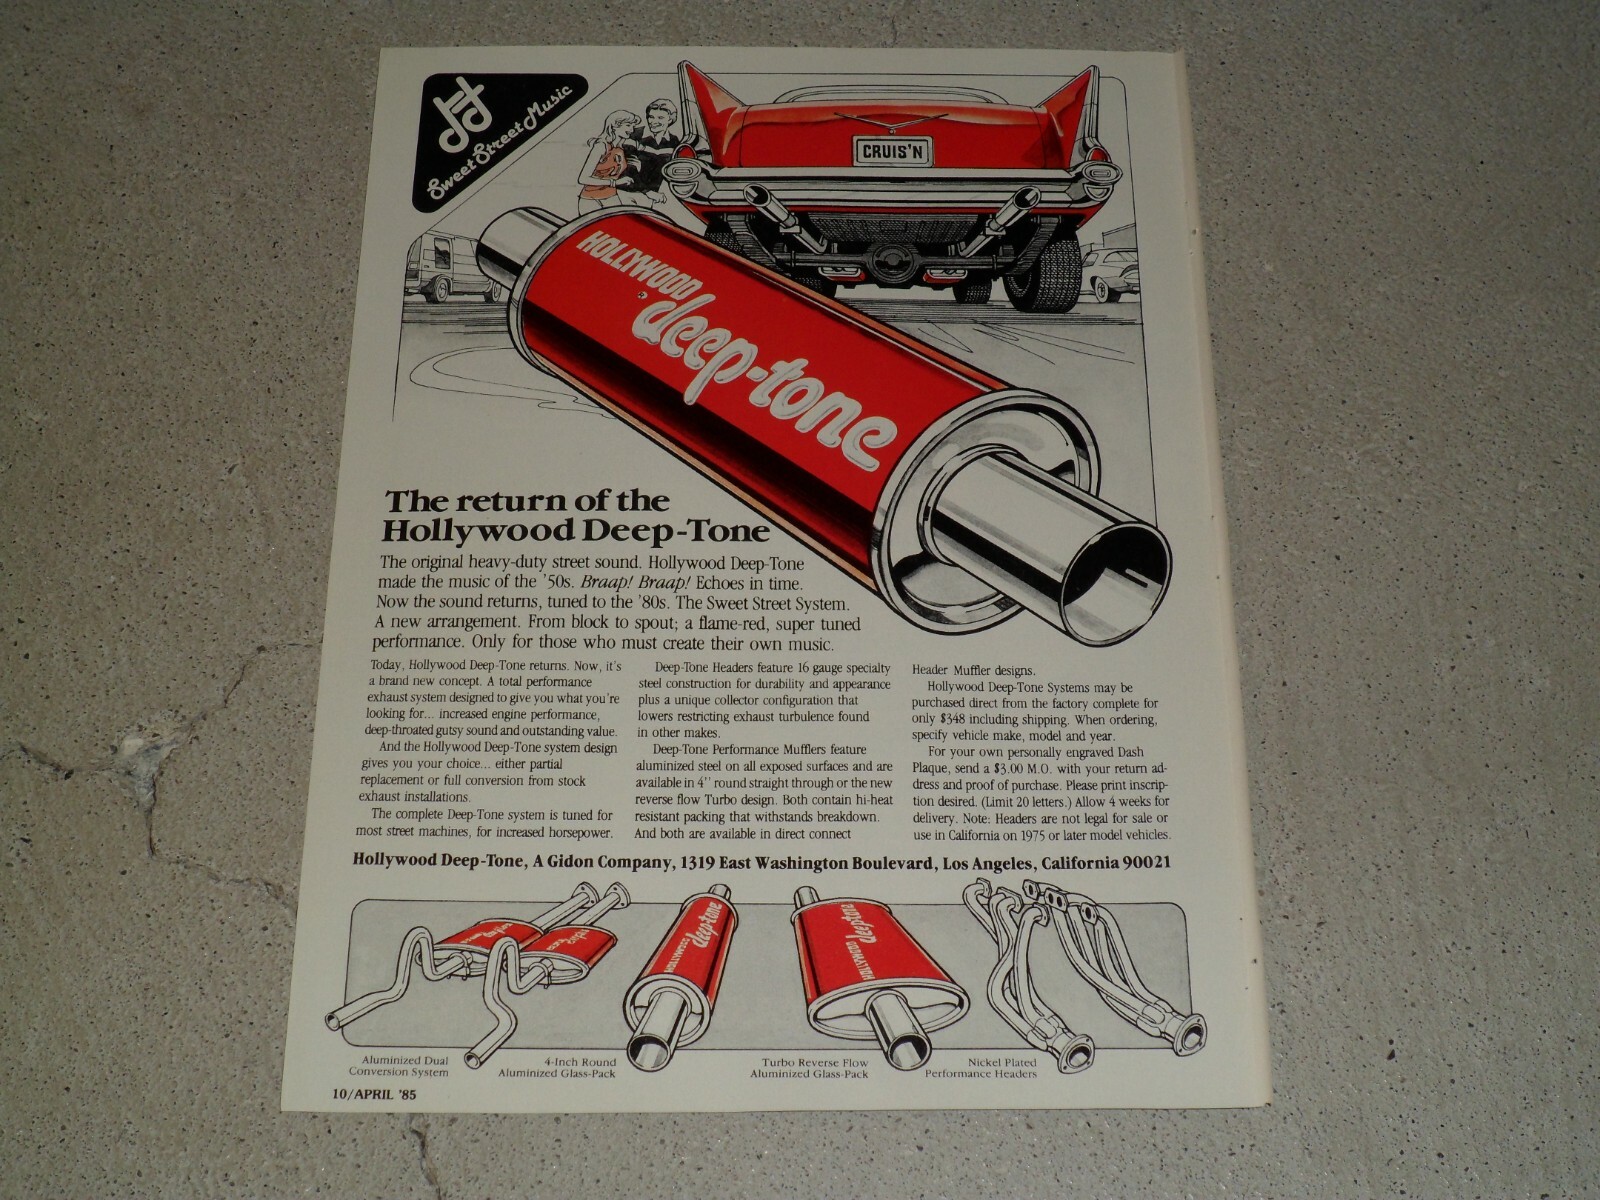 Sweet Street Music
CRUIS'N
HOLLYWOOD
deep-tone
The return of the
Hollywood Deep-Tone
The original heavy-duty street sound. Hollywood Deep-Tone
made the music of the '50s. Braap! Braap! Echoes in time.
Now the sound returns, tuned to the '80s. The Sweet Street System.
A new arrangement. From block to spout; a flame-red, super tuned
performance. Only for those who must create their own music.
Today, Hollywood Deep-Tone returns. Now, it's
a brand new concept. A total performance
exhaust system designed to give you what you're
looking for... increased engine performance,
deep-throated gutsy sound and outstanding value.
And the Hollywood Deep-Tone system design
gives you your choice... either partial
replacement or full conversion from stock
exhaust installations.
The complete Deep-Tone system is tuned for
most street machines, for increased horsepower.
Deep-Tone Headers feature 16 gauge specialty
steel construction for durability and appearance
plus a unique collector configuration that
lowers restricting exhaust turbulence found
in other makes.
Deep-Tone Performance Mufflers feature
aluminized steel on all exposed surfaces and are
available in 4" round straight through or the new
reverse flow Turbo design. Both contain hi-heat
resistant packing that withstands breakdown.
And both are available in direct connect
Header Muffler designs.
Hollywood Deep-Tone Systems may be
purchased direct from the factory complete for
only $348 including shipping. When ordering,
specify vehicle make, model and year.
For your own personally engraved Dash
Plaque, send a $3.00 M.O. with your return ad-
dress and proof of purchase. Please print inscrip-
tion desired. (Limit 20 letters.) Allow 4 weeks for
delivery. Note: Headers are not legal for sale or
use in California on 1975 or later model vehicles.
Hollywood Deep-Tone, A Gidon Company, 1319 East Washington Boulevard, Los Angeles, California 90021
HOLLYWOOD
deep-tone
HOLLYWOOD
deep-tone
Aluminized Dual
Conversion System
4-Inch Round
Aluminized Glass-Pack
Turbo Reverse Flow
Aluminized Glass-Pack
Nickel Plated
Performance Headers
10/APRIL '85